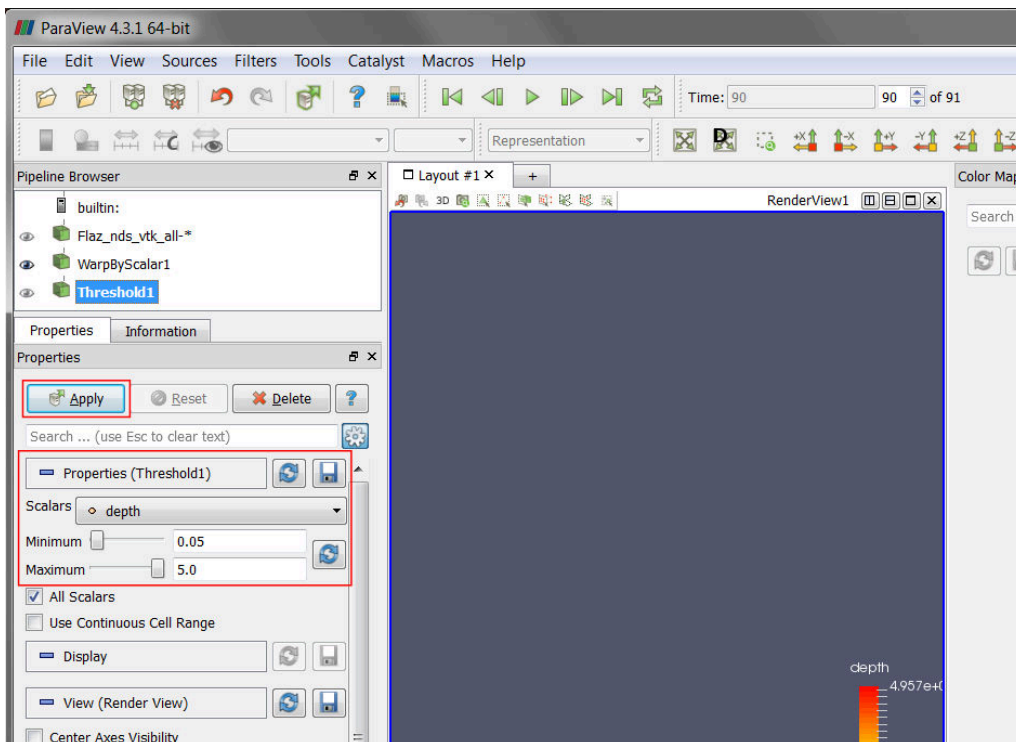 ParaView 4.3.1 64-bit
File Edit View Sources Filters Tools Catalyst Macros Help
Time: 90 90 of 91
Representation
Pipeline Browser
builtin:
Flaz_nds_vtk_all-*
WarpByScalar1
Threshold1
Properties Information
Properties
Apply Reset Delete ?
Search ... (use Esc to clear text)
Properties (Threshold1)
Scalars depth
Minimum 0.05
Maximum 5.0
All Scalars
Use Continuous Cell Range
Display
View (Render View)
Center Axes Visibility
Layout #1 X +
3D
RenderView1
depth
4.957e+0
Color Map
Search
+X -X +Y -Y +Z -Z